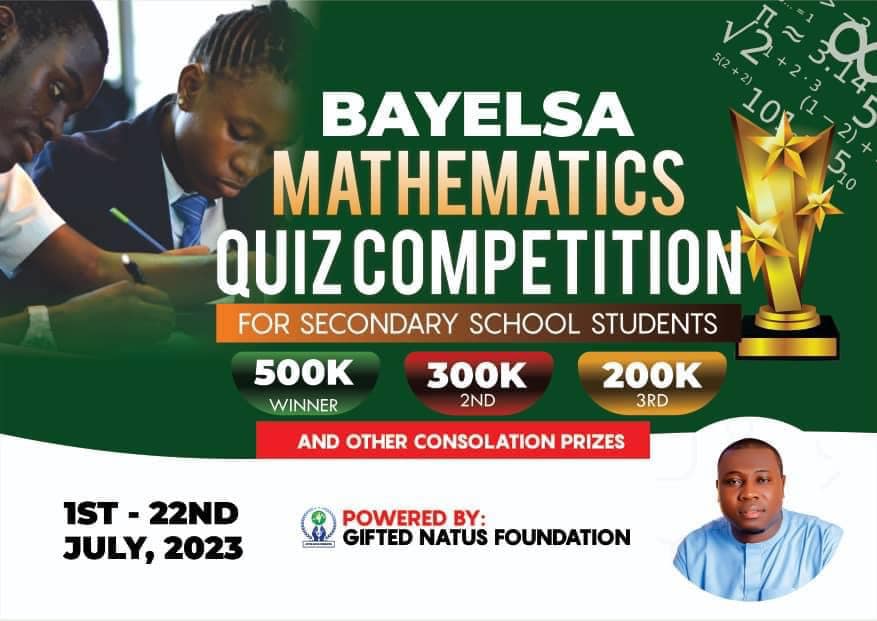 BAYELSA
MATHEMATICS
QUIZ COMPETITION
FOR SECONDARY SCHOOL STUDENTS
500K
WINNER
300K
2ND
200K
3RD
AND OTHER CONSOLATION PRIZES
1ST - 22ND
JULY, 2023
POWERED BY:
GIFTED NATUS FOUNDATION